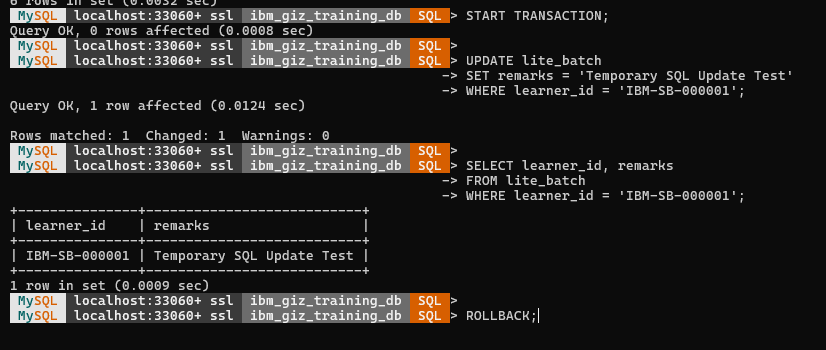 6 rows in set (0.0032 sec)
MySQL localhost:33060+ ssl ibm_giz_training_db SQL > START TRANSACTION;
Query OK, 0 rows affected (0.0008 sec)
MySQL localhost:33060+ ssl ibm_giz_training_db SQL >
MySQL localhost:33060+ ssl ibm_giz_training_db SQL > UPDATE lite_batch
-> SET remarks = 'Temporary SQL Update Test'
-> WHERE learner_id = 'IBM-SB-000001';
Query OK, 1 row affected (0.0124 sec)
Rows matched: 1 Changed: 1 Warnings: 0
MySQL localhost:33060+ ssl ibm_giz_training_db SQL >
MySQL localhost:33060+ ssl ibm_giz_training_db SQL > SELECT learner_id, remarks
-> FROM lite_batch
-> WHERE learner_id = 'IBM-SB-000001';
+---------------+---------------------------+
| learner_id    | remarks                   |
+---------------+---------------------------+
| IBM-SB-000001 | Temporary SQL Update Test |
+---------------+---------------------------+
1 row in set (0.0009 sec)
MySQL localhost:33060+ ssl ibm_giz_training_db SQL >
MySQL localhost:33060+ ssl ibm_giz_training_db SQL > ROLLBACK;